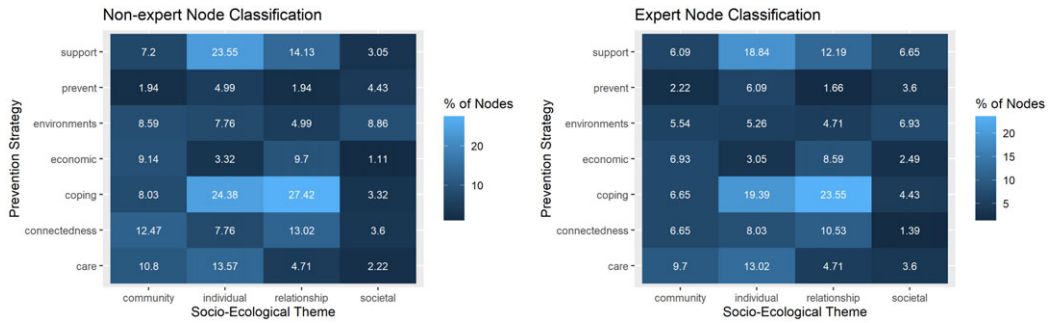 Non-expert Node Classification
Prevention Strategy
support 7.2 23.55 14.13 3.05
prevent 1.94 4.99 1.94 4.43
environments 8.59 7.76 4.99 8.86
economic 9.14 3.32 9.7 1.11
coping 8.03 24.38 27.42 3.32
connectedness 12.47 7.76 13.02 3.6
care 10.8 13.57 4.71 2.22
community individual relationship societal
Socio-Ecological Theme
% of Nodes
20
10
Expert Node Classification
Prevention Strategy
support 6.09 18.84 12.19 6.65
prevent 2.22 6.09 1.66 3.6
environments 5.54 5.26 4.71 6.93
economic 6.93 3.05 8.59 2.49
coping 6.65 19.39 23.55 4.43
connectedness 6.65 8.03 10.53 1.39
care 9.7 13.02 4.71 3.6
community individual relationship societal
Socio-Ecological Theme
% of Nodes
20
15
10
5